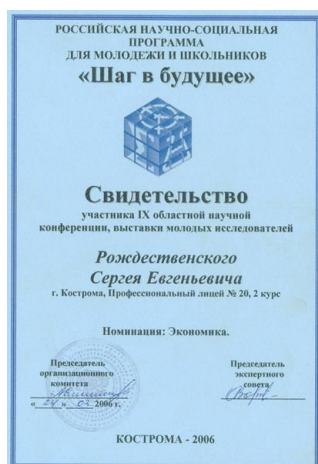 РОССИЙСКАЯ НАУЧНО-СОЦИАЛЬНАЯ
ПРОГРАММА
ДЛЯ МОЛОДЕЖИ И ШКОЛЬНИКОВ
«Шаг в будущее»
Свидетельство
участника IX областной научной
конференции, выставки молодых исследователей
Рождественского
Сергея Евгеньевича
г. Кострома, Профессиональный лицей № 20, 2 курс
Номинация: Экономика.
Председатель
организационного
комитета
« 24 » 03 2006 г.
Председатель
экспертного
совета
КОСТРОМА - 2006